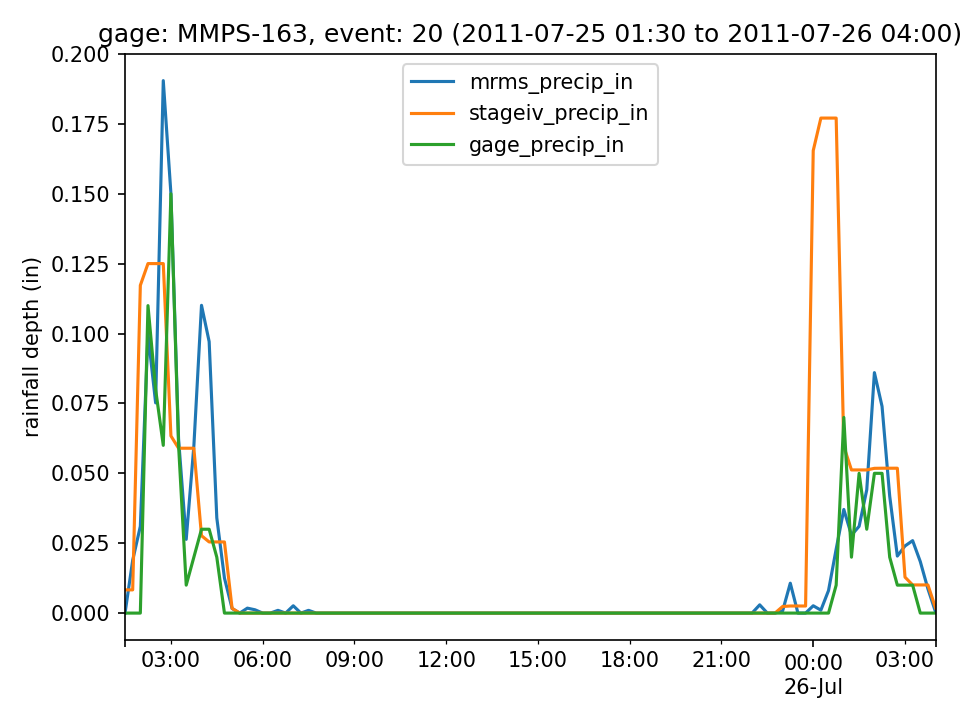 gage: MMPS-163, event: 20 (2011-07-25 01:30 to 2011-07-26 04:00)
mrms_precip_in
stageiv_precip_in
gage_precip_in
rainfall depth (in)
0.200
0.175
0.150
0.125
0.100
0.075
0.050
0.025
0.000
03:00 06:00 09:00 12:00 15:00 18:00 21:00 00:00 03:00
26-Jul